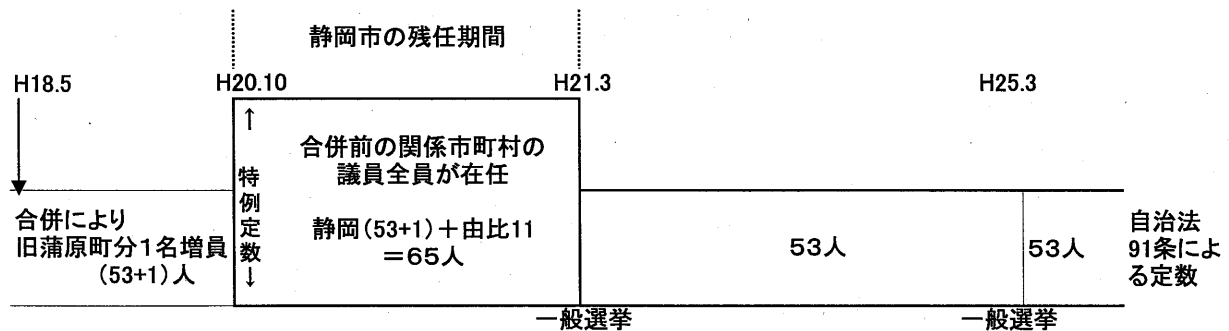 静岡市の残任期間
H18.5
H20.10
H21.3
H25.3
↑
特例定数
↓
合併前の関係市町村の
議員全員が在任
静岡(53+1)+由比11
=65人
合併により
旧蒲原町分1名増員
(53+1)人
53人
53人
自治法
91条によ
る定数
一般選挙
一般選挙